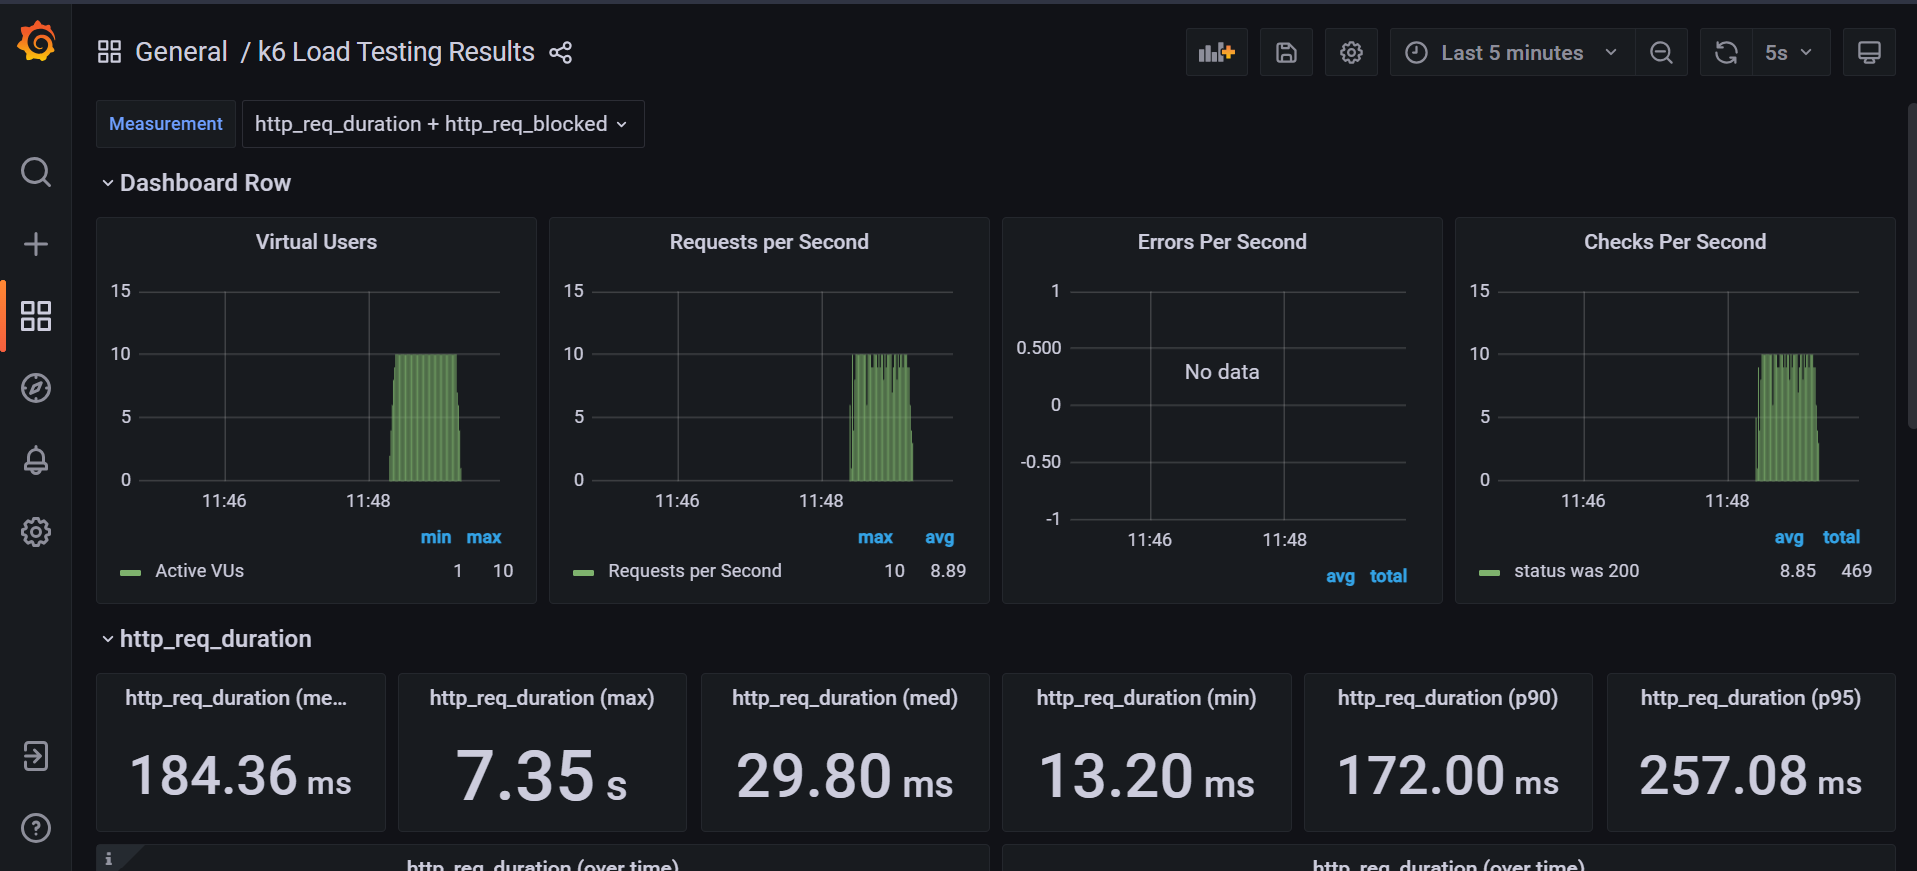 General / k6 Load Testing Results
Last 5 minutes
5s
Measurement
http_req_duration + http_req_blocked
Dashboard Row
Virtual Users
15
10
5
0
11:46 11:48
min max
Active VUs 1 10
Requests per Second
15
10
5
0
11:46 11:48
max avg
Requests per Second 10 8.89
Errors Per Second
1
0.500
0
-0.50
-1
No data
11:46 11:48
avg total
Checks Per Second
15
10
5
0
11:46 11:48
avg total
status was 200 8.85 469
http_req_duration
http_req_duration (me...
184.36 ms
http_req_duration (max)
7.35 s
http_req_duration (med)
29.80 ms
http_req_duration (min)
13.20 ms
http_req_duration (p90)
172.00 ms
http_req_duration (p95)
257.08 ms
i
http_req_duration (over time)
http_req_duration (over time)